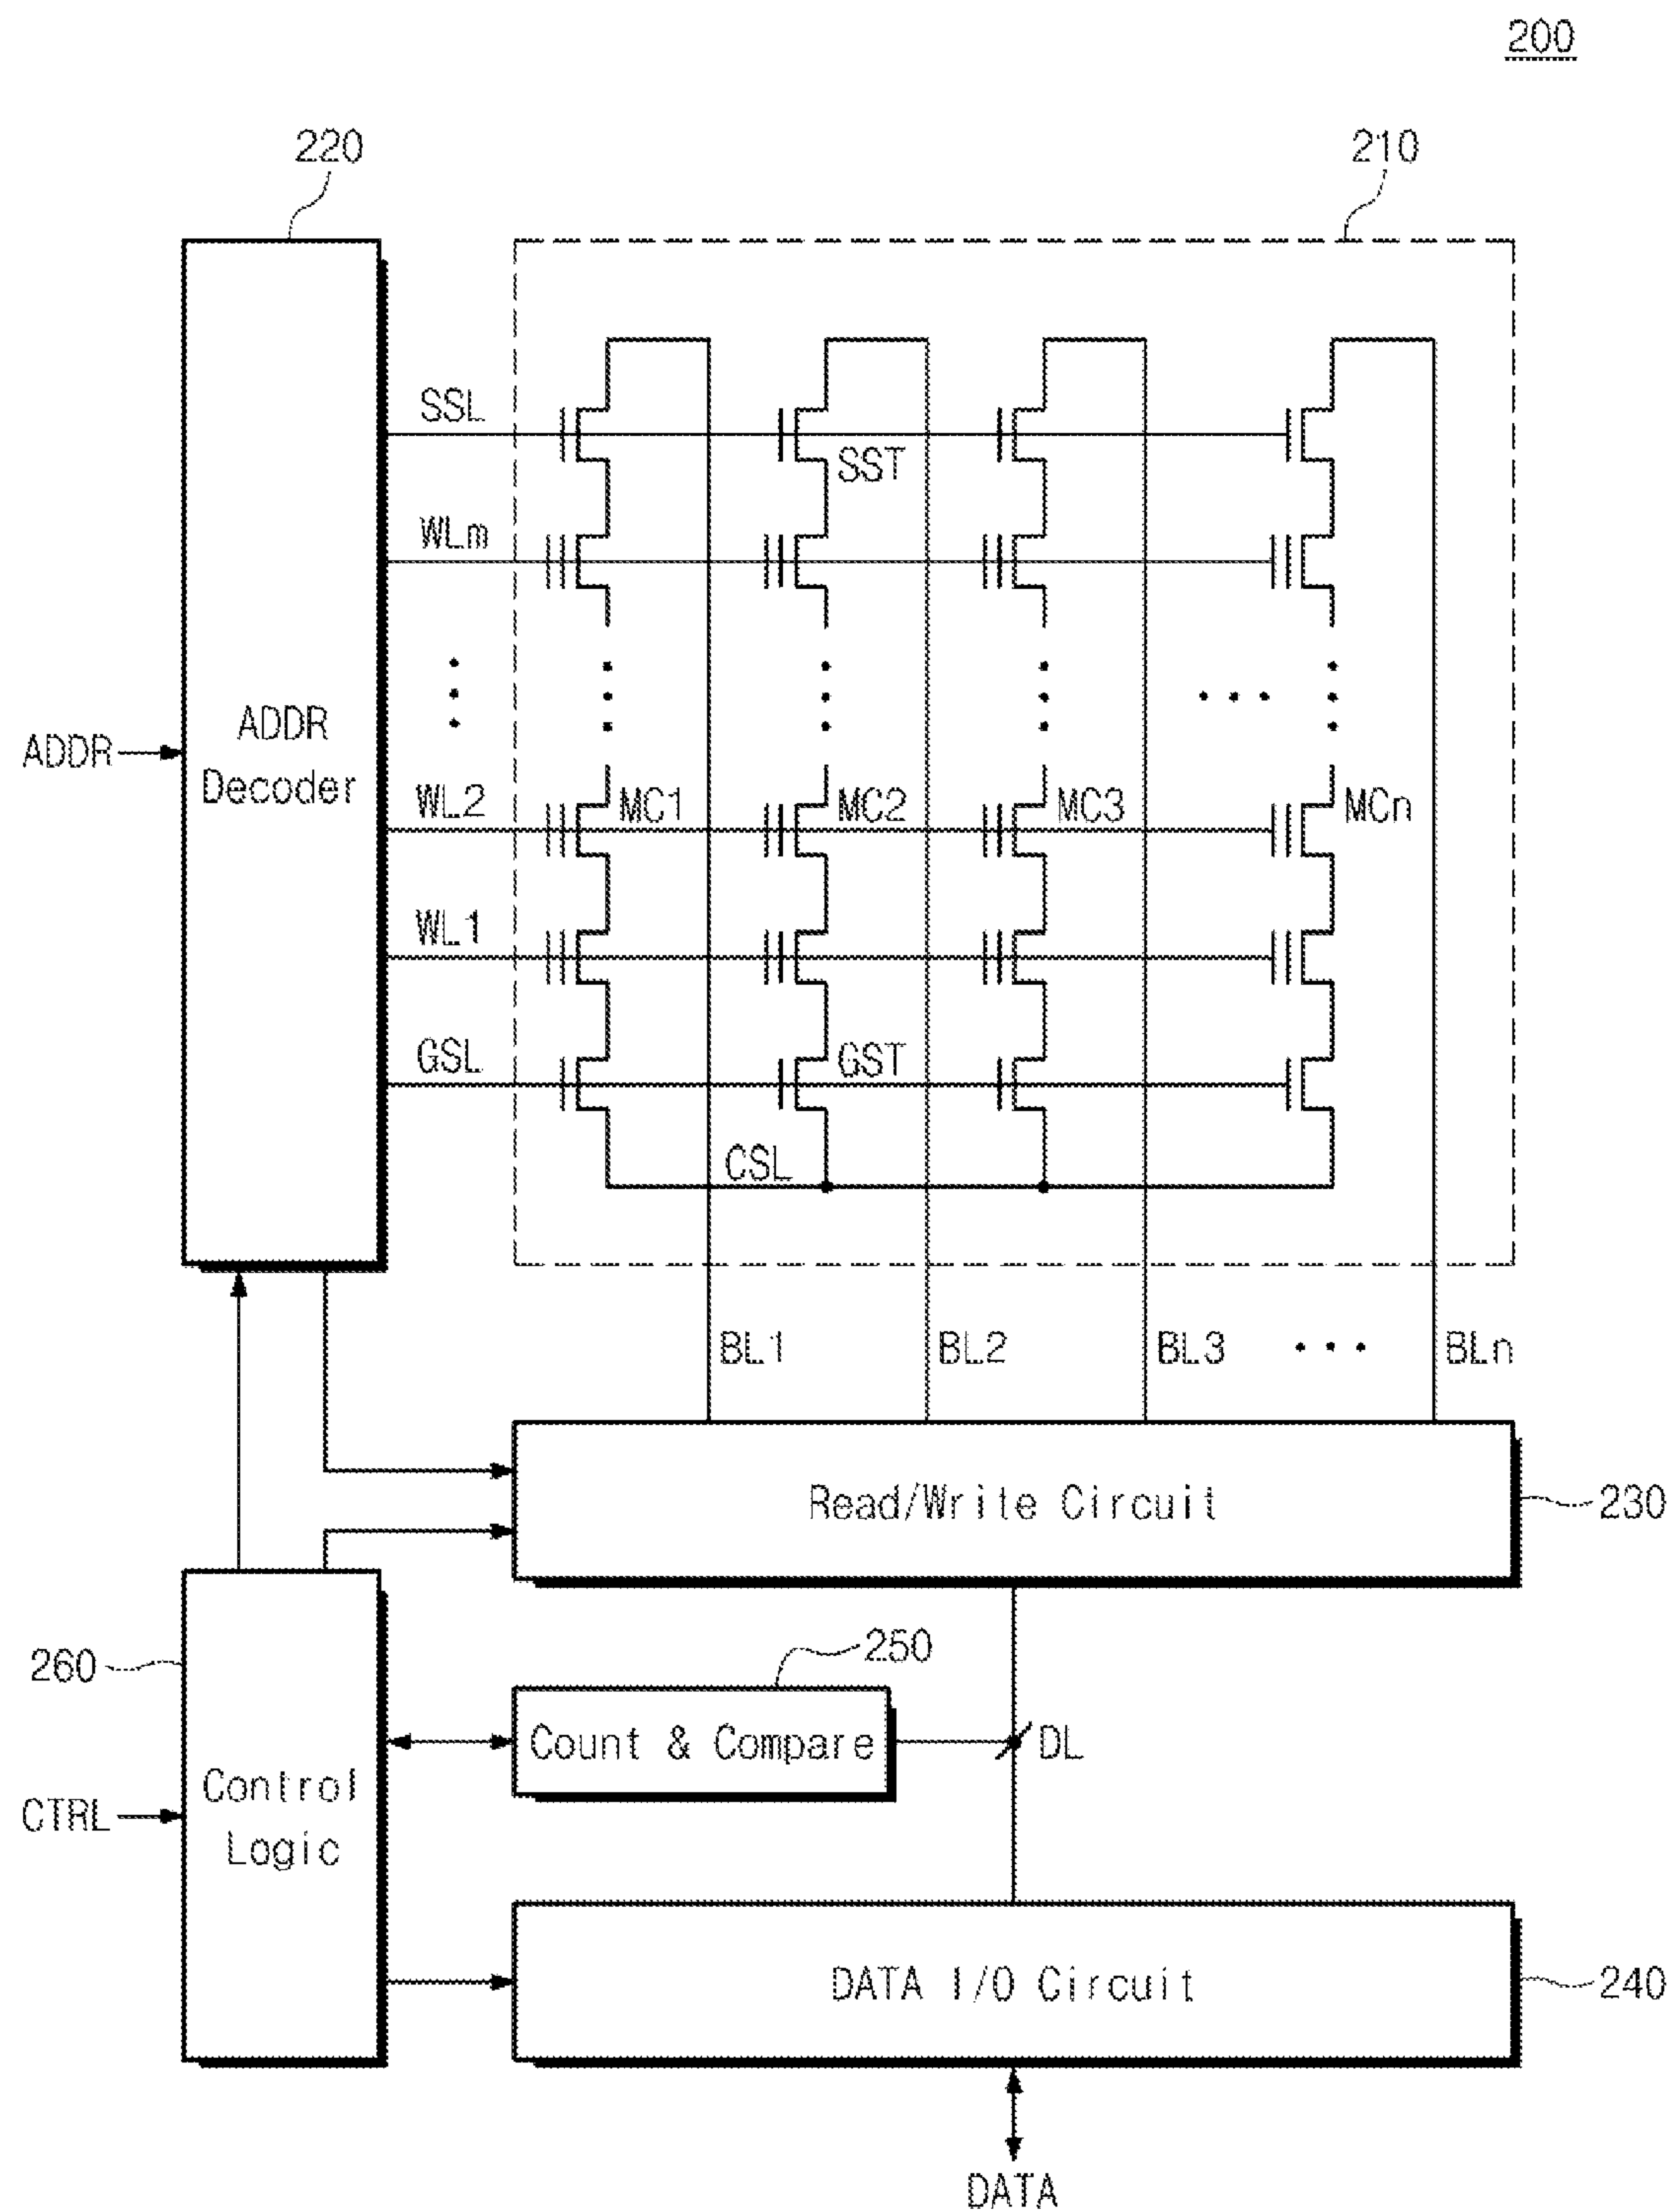 200
220
210
SSL
SST
WLm
ADDR
ADDR
Decoder
WL2
MC1
MC2
MC3
MCn
WL1
GSL
GST
CSL
BL1
BL2
BL3
BLn
Read/Write Circuit
230
260
250
Count & Compare
DL
CTRL
Control
Logic
DATA I/O Circuit
240
DATA